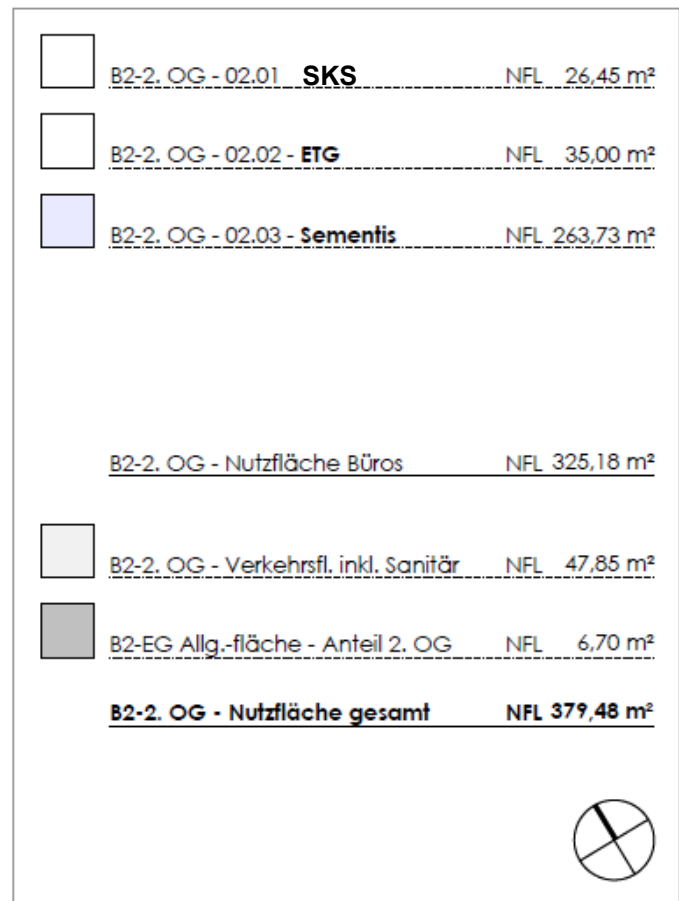 B2-2. OG - 02.01 SKS NFL 26,45 m²
B2-2. OG - 02.02 - ETG NFL 35,00 m²
B2-2. OG - 02.03 - Sementis NFL 263,73 m²
B2-2. OG - Nutzfläche Büros NFL 325,18 m²
B2-2. OG - Verkehrsfl. inkl. Sanitär NFL 47,85 m²
B2-EG Allg.-fläche - Anteil 2. OG NFL 6,70 m²
B2-2. OG - Nutzfläche gesamt NFL 379,48 m²